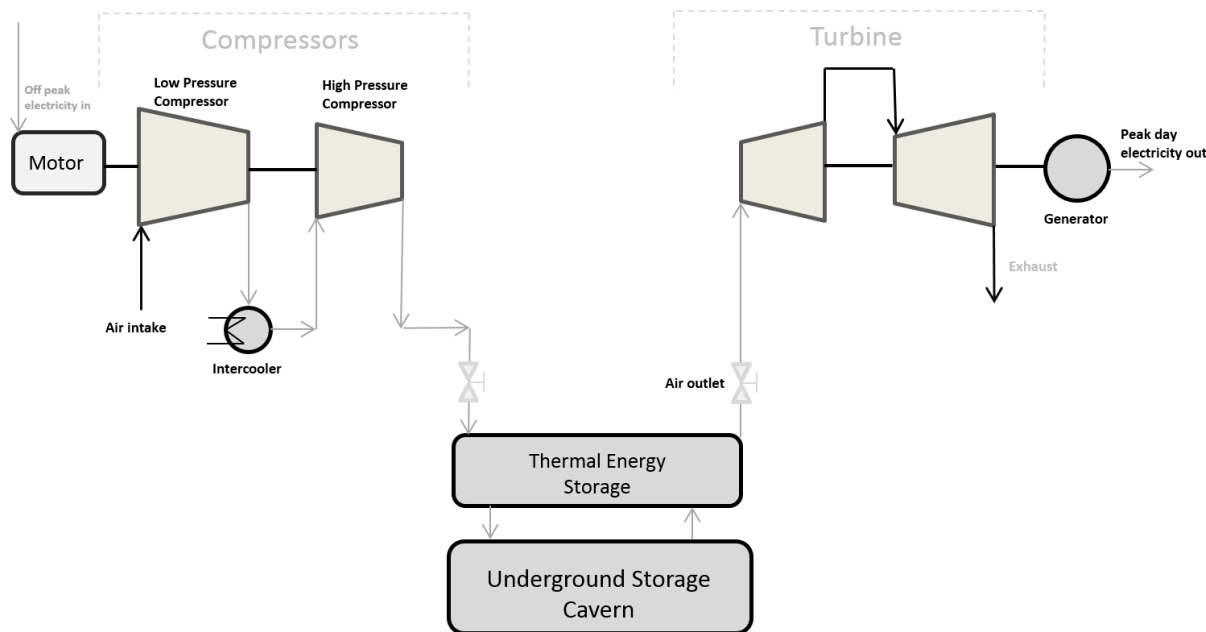 Compressors
Turbine
Off peak
electricity in
Low Pressure
Compressor
High Pressure
Compressor
Motor
Peak day
electricity out
Generator
Exhaust
Air intake
Intercooler
Air outlet
Thermal Energy
Storage
Underground Storage
Cavern